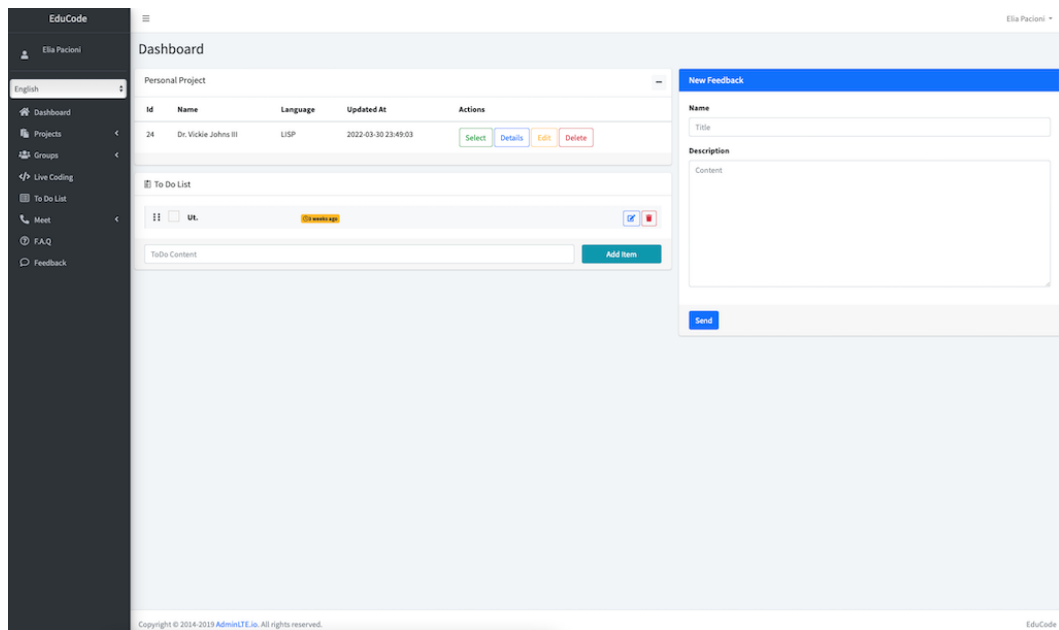 EduCode
Elia Pacioni
Elia Pacioni
English
Dashboard
Projects
Groups
Live Coding
To Do List
Meet
F.A.Q
Feedback
Dashboard
Personal Project
Id Name Language Updated At Actions
24 Dr. Vickie Johns III LISP 2022-03-30 23:49:03 Select Details Edit Delete
To Do List
Ut. 3 weeks ago
ToDo Content Add Item
New Feedback
Name
Title
Description
Content
Send
Copyright © 2014-2019 AdminLTE.io. All rights reserved.
EduCode